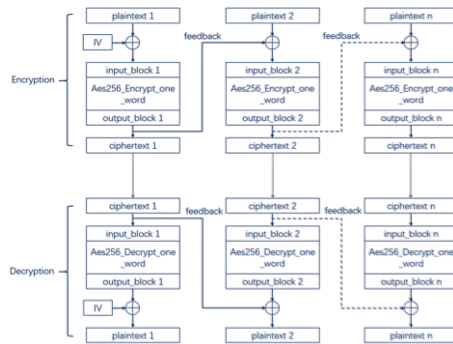 plaintext 1 plaintext 2 plaintext n
feedback feedback
IV
input_block 1 input_block 2 input_block n
Encryption
Aes256_Encrypt_one Aes256_Encrypt_one Aes256_Encrypt_one
_word _word _word
output_block 1 output_block 2 output_block n
ciphertext 1 ciphertext 2 ciphertext n
ciphertext 1 ciphertext 2 ciphertext n
feedback feedback
input_block 1 input_block 2 input_block n
Aes256_Decrypt_one Aes256_Decrypt_one Aes256_Decrypt_one
_word _word _word
Decryption
output_block 1 output_block 2 output_block n
IV
plaintext 1 plaintext 2 plaintext n